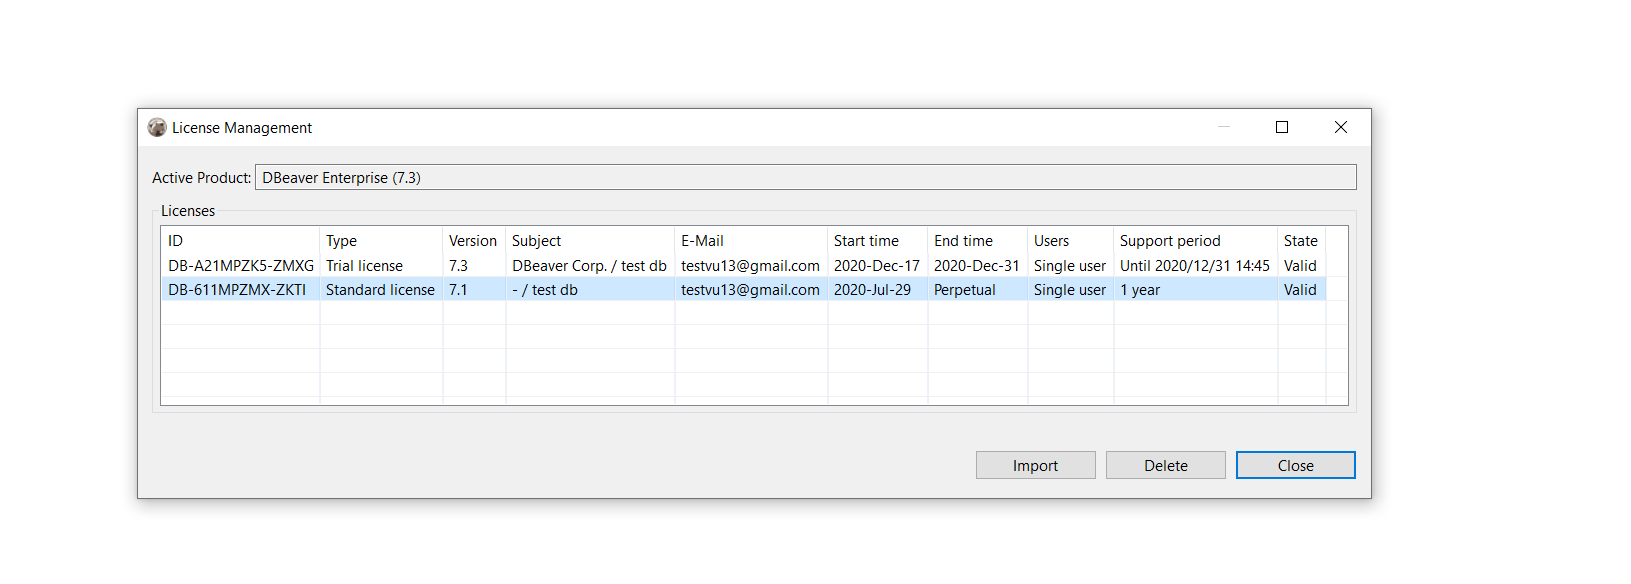 License Management
Active Product: DBeaver Enterprise (7.3)
Licenses
ID Type Version Subject E-Mail Start time End time Users Support period State
DB-A21MPZK5-ZMXG Trial license 7.3 DBeaver Corp. / test db testvu13@gmail.com 2020-Dec-17 2020-Dec-31 Single user Until 2020/12/31 14:45 Valid
DB-611MPZMX-ZKTI Standard license 7.1 - / test db testvu13@gmail.com 2020-Jul-29 Perpetual Single user 1 year Valid
Import Delete Close